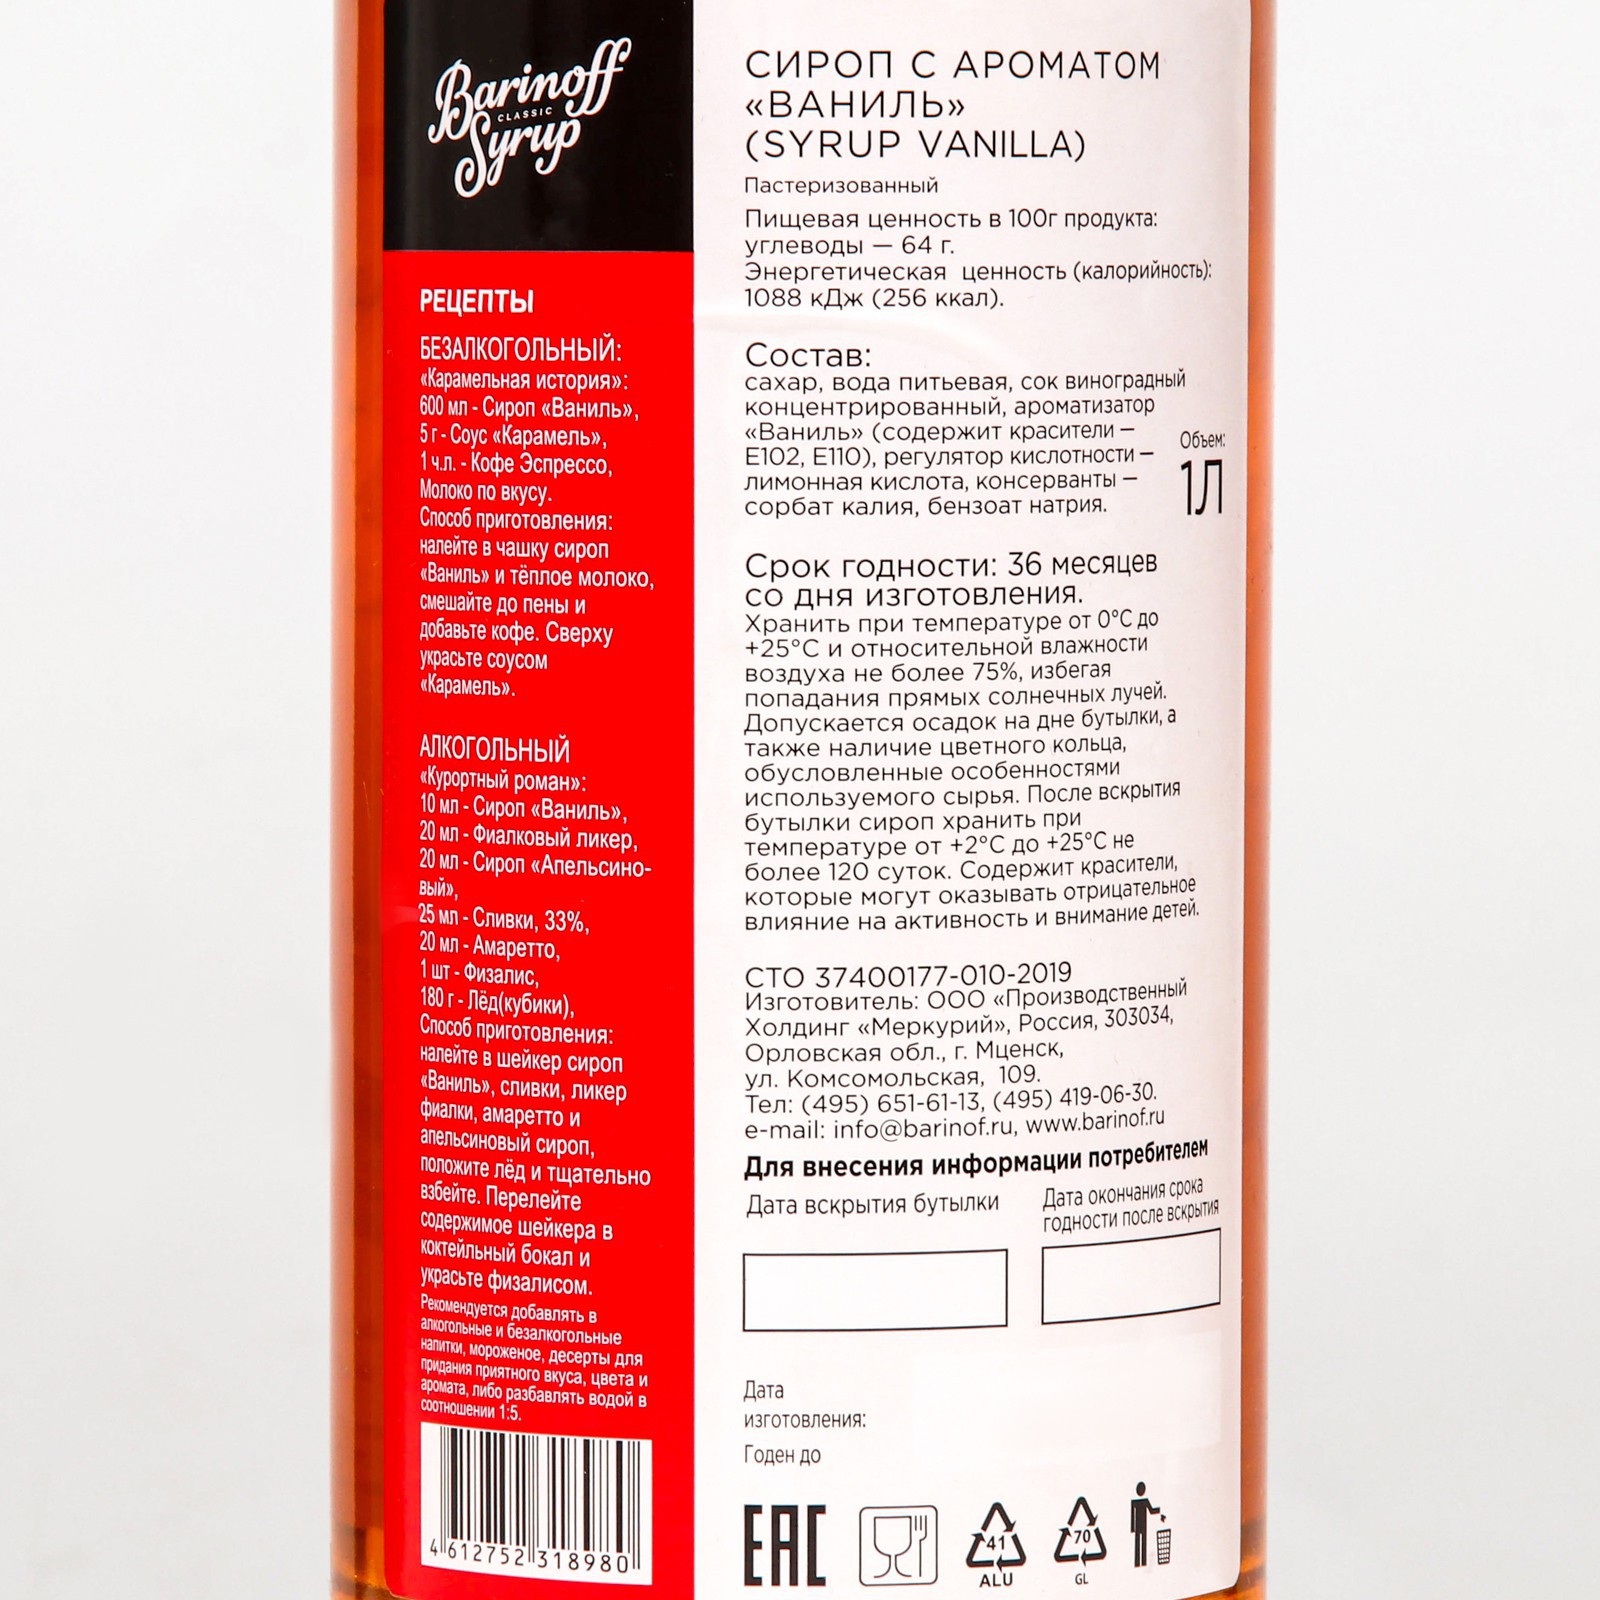 Barinoff
CLASSIC
Syrup
РЕЦЕПТЫ
БЕЗАЛКОГОЛЬНЫЙ:
«Карамельная история»:
600 мл - Сироп «Ваниль»,
5 г - Соус «Карамель»,
1 ч.л. - Кофе Эспрессо,
Молоко по вкусу.
Способ приготовления:
налейте в чашку сироп
«Ваниль» и тёплое молоко,
смешайте до пены и
добавьте кофе. Сверху
украсьте соусом
«Карамель».
АЛКОГОЛЬНЫЙ
«Курортный роман»:
10 мл - Сироп «Ваниль»,
20 мл - Фиалковый ликер,
20 мл - Сироп «Апельсино-
вый»,
25 мл - Сливки, 33%,
20 мл - Амаретто,
1 шт - Физалис,
180 г - Лёд(кубики),
Способ приготовления:
налейте в шейкер сироп
«Ваниль», сливки, ликер
фиалки, амаретто и
апельсиновый сироп,
положите лёд и тщательно
взбейте. Перелейте
содержимое шейкера в
коктейльный бокал и
украсьте физалисом.
Рекомендуется добавлять в
алкогольные и безалкогольные
напитки, мороженое, десерты для
придания приятного вкуса, цвета и
аромата, либо разбавлять водой в
соотношении 1:5.
4 612752 318980
СИРОП С АРОМАТОМ
«ВАНИЛЬ»
(SYRUP VANILLA)
Пастеризованный
Пищевая ценность в 100г продукта:
углеводы — 64 г.
Энергетическая ценность (калорийность):
1088 кДж (256 ккал).
Состав:
сахар, вода питьевая, сок виноградный
концентрированный, ароматизатор
«Ваниль» (содержит красители —
Е102, Е110), регулятор кислотности —
лимонная кислота, консерванты —
сорбат калия, бензоат натрия.
Объем:
1Л
Срок годности: 36 месяцев
со дня изготовления.
Хранить при температуре от 0°С до
+25°С и относительной влажности
воздуха не более 75%, избегая
попадания прямых солнечных лучей.
Допускается осадок на дне бутылки, а
также наличие цветного кольца,
обусловленные особенностями
используемого сырья. После вскрытия
бутылки сироп хранить при
температуре от +2°С до +25°С не
более 120 суток. Содержит красители,
которые могут оказывать отрицательное
влияние на активность и внимание детей.
СТО 37400177-010-2019
Изготовитель: ООО «Производственный
Холдинг «Меркурий», Россия, 303034,
Орловская обл., г. Мценск,
ул. Комсомольская, 109.
Тел: (495) 651-61-13, (495) 419-06-30.
e-mail: info@barinof.ru, www.barinof.ru
Для внесения информации потребителем
Дата вскрытия бутылки
Дата окончания срока
годности после вскрытия
Дата
изготовления:
Годен до
ЕАС
41
ALU
70
GL